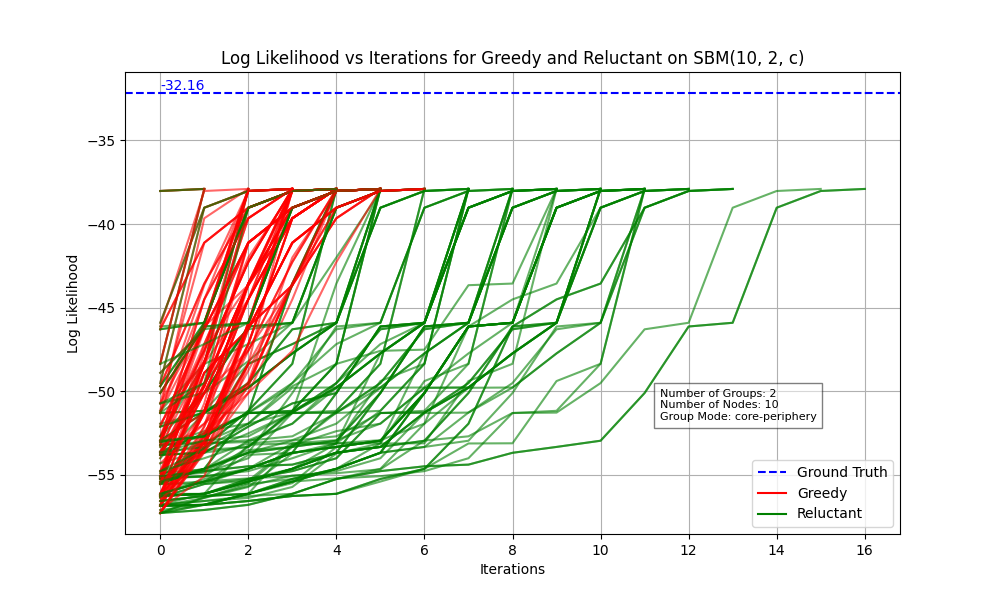 Log Likelihood vs Iterations for Greedy and Reluctant on SBM(10, 2, c)
-32.16
−35
−40
−45
−50
−55
Log Likelihood
Number of Groups: 2
Number of Nodes: 10
Group Mode: core-periphery
Ground Truth
Greedy
Reluctant
0 2 4 6 8 10 12 14 16
Iterations